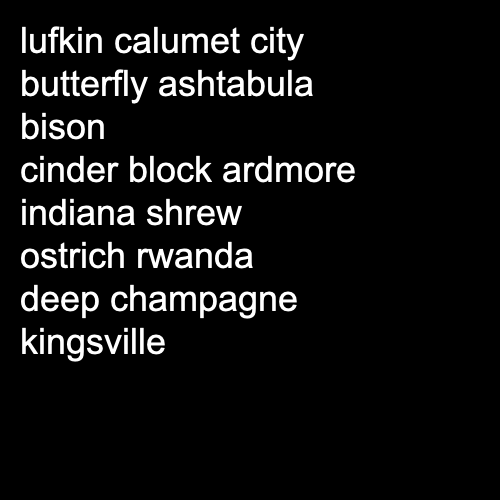 lufkin calumet city
butterfly ashtabula
bison
cinder block ardmore
indiana shrew
ostrich rwanda
deep champagne
kingsville